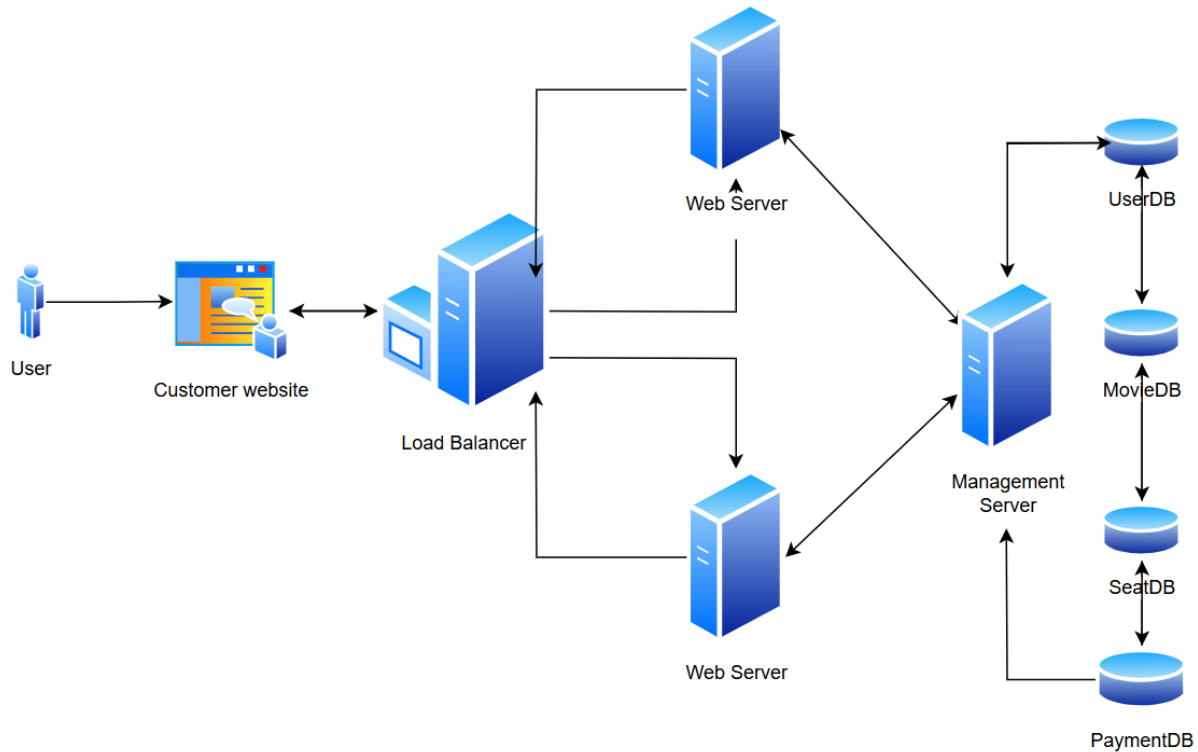 User
Customer website
Load Balancer
Web Server
Web Server
Management
Server
UserDB
MovieDB
SeatDB
PaymentDB